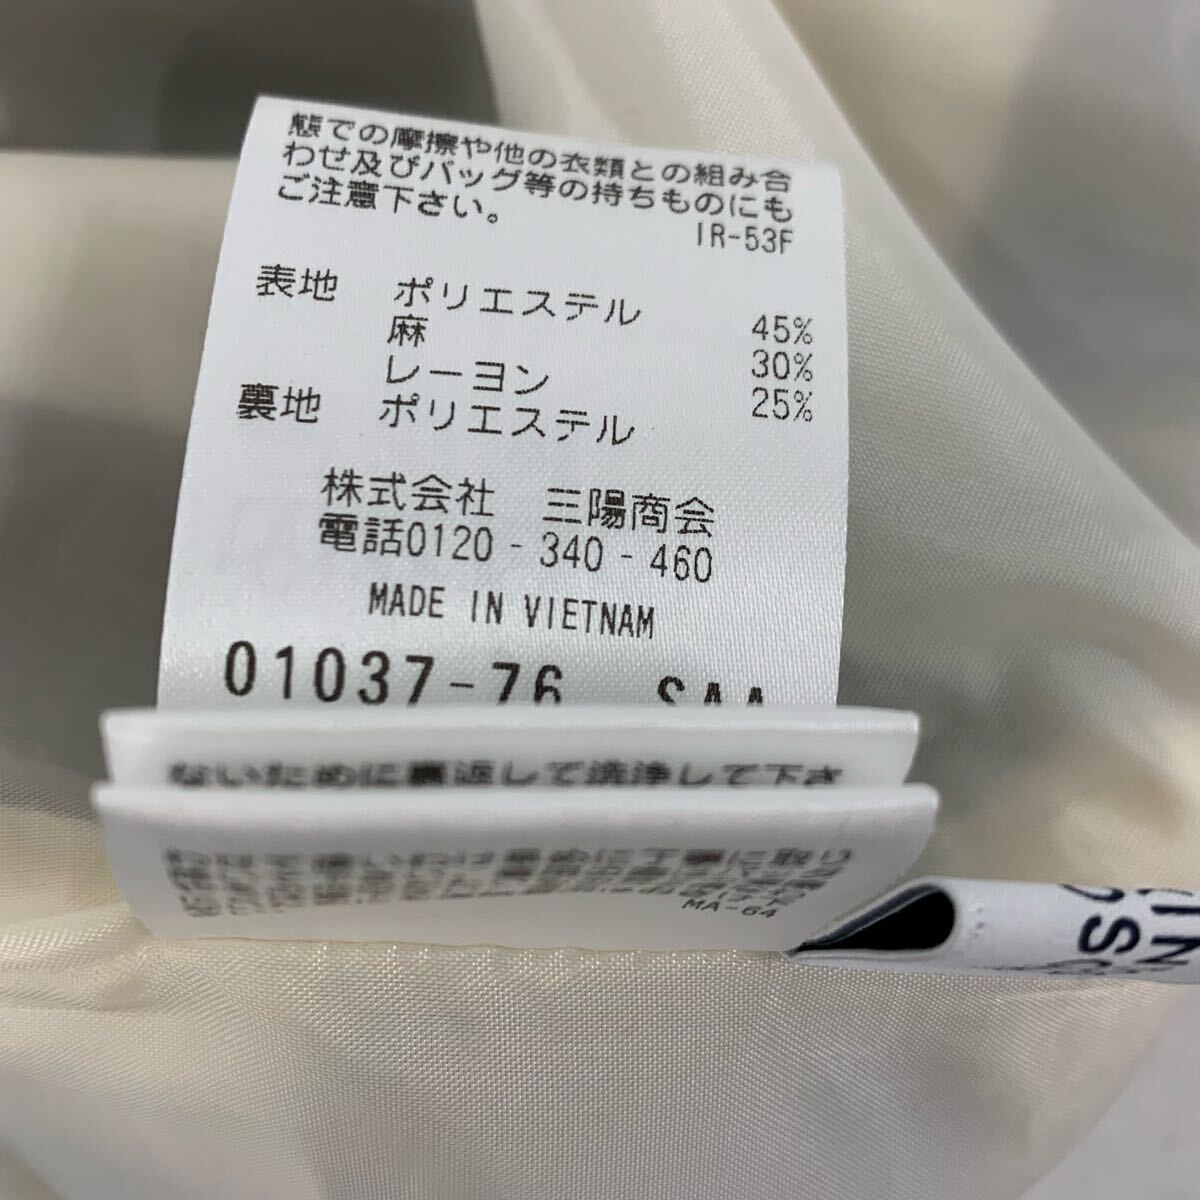 態での摩擦や他の衣類との組み合
わせ及びバッグ等の持ちものにも
ご注意下さい。
IR-53F
表地 ポリエステル 45%
麻 30%
レーヨン 25%
裏地 ポリエステル
株式会社 三陽商会
電話0120-340-460
MADE IN VIETNAM
01037-76 SAA
ないために裏返して洗浄して下さ
MA-64